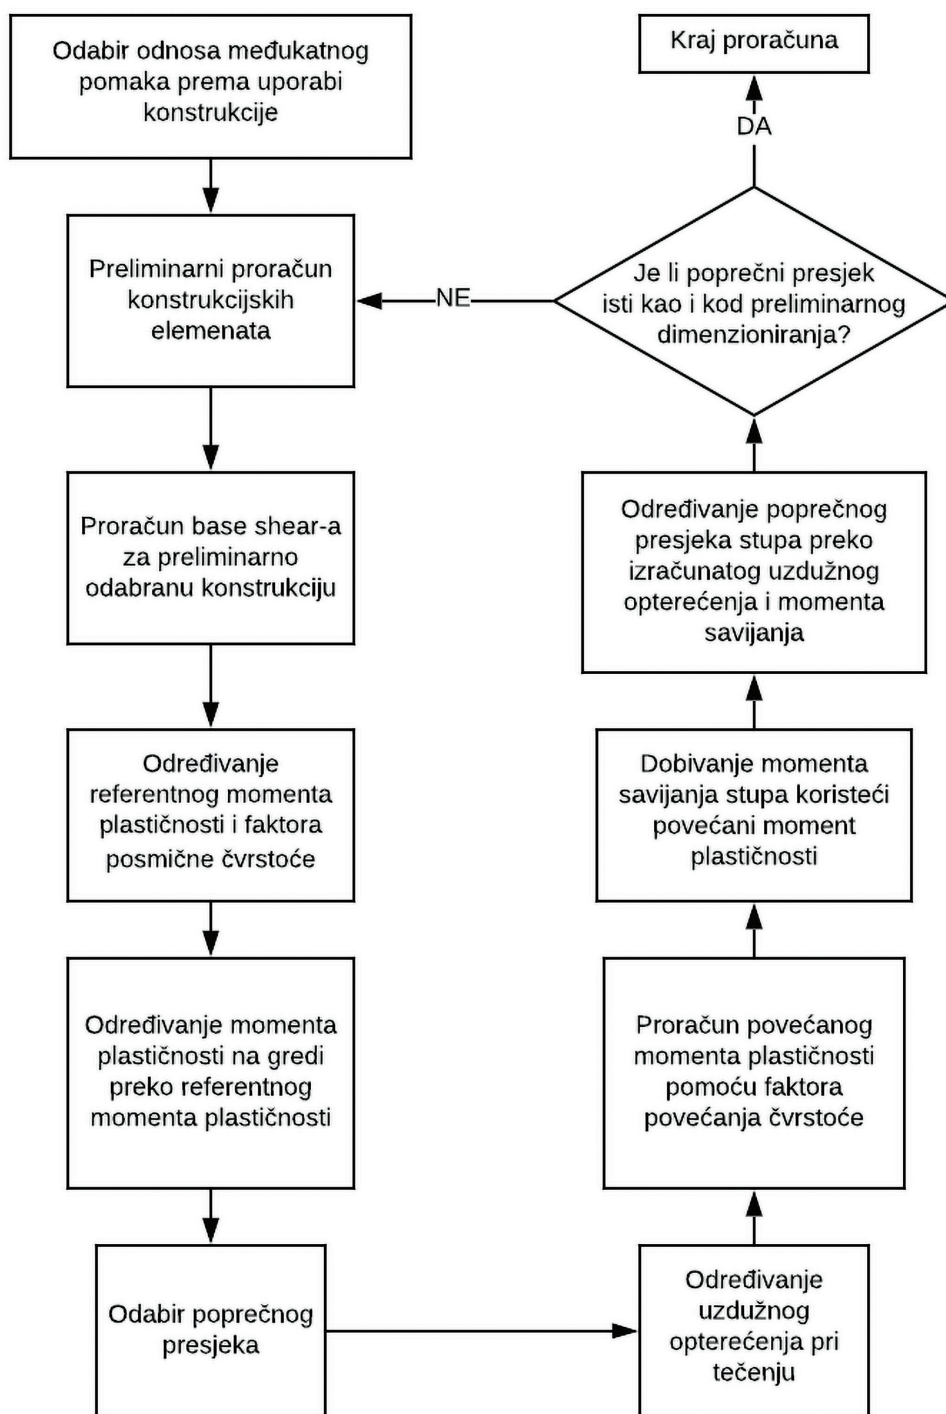 Odabir odnosa međukatnog
pomaka prema uporabi
konstrukcije
Preliminarni proračun
konstrukcijskih
elemenata
Proračun base shear-a
za preliminarno
odabranu konstrukciju
Određivanje
referentnog momenta
plastičnosti i faktora
posmične čvrstoće
Određivanje momenta
plastičnosti na gredi
preko referentnog
momenta plastičnosti
Odabir poprečnog
presjeka
Određivanje
uzdužnog
opterećenja pri
tečenju
Proračun povećanog
momenta plastičnosti
pomoću faktora
povećanja čvrstoće
Dobivanje momenta
savijanja stupa koristeći
povećani moment
plastičnosti
Određivanje poprečnog
presjeka stupa preko
izračunatog uzdužnog
opterećenja i momenta
savijanja
Je li poprečni presjek
isti kao i kod preliminarnog
dimenzioniranja?
NE
DA
Kraj proračuna